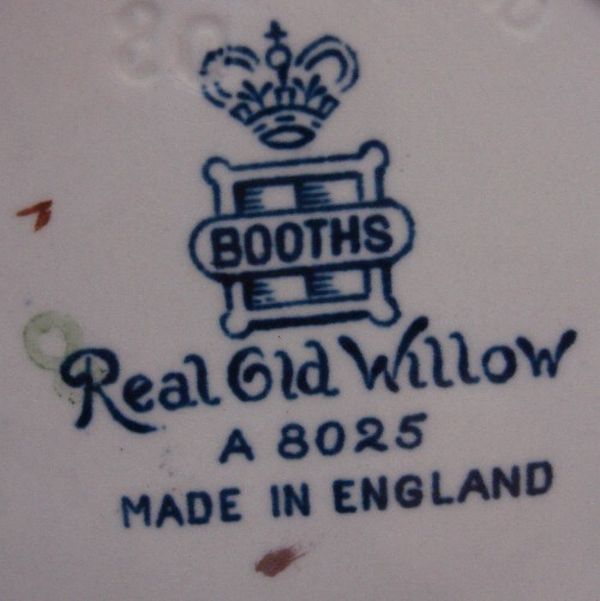 BOOTHS
Real Old Willow
A 8025
MADE IN ENGLAND